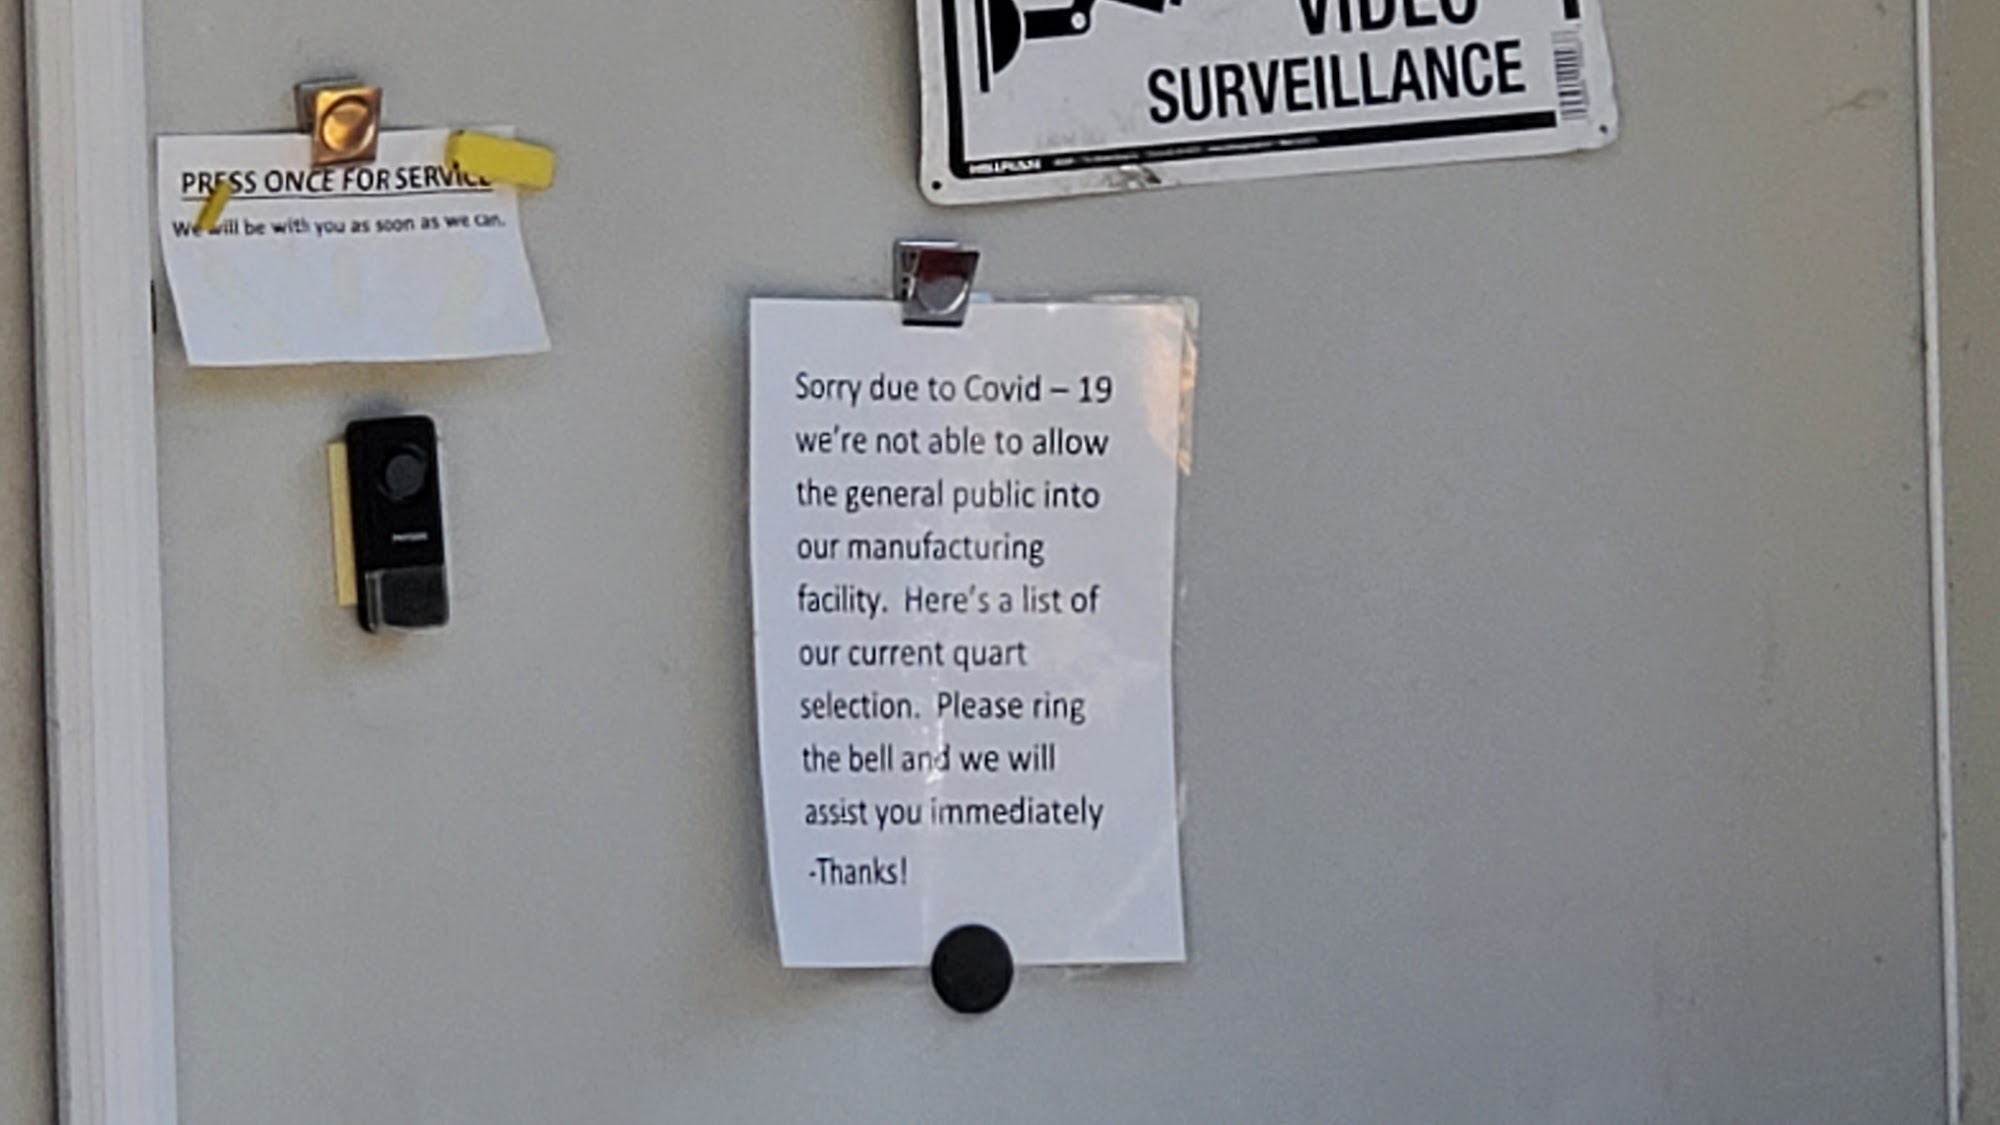 VIDEO
SURVEILLANCE
PRESS ONCE FOR SERVICE
We will be with you as soon as we can.
Sorry due to Covid – 19
we're not able to allow
the general public into
our manufacturing
facility.  Here's a list of
our current quart
selection.  Please ring
the bell and we will
assist you immediately
-Thanks!